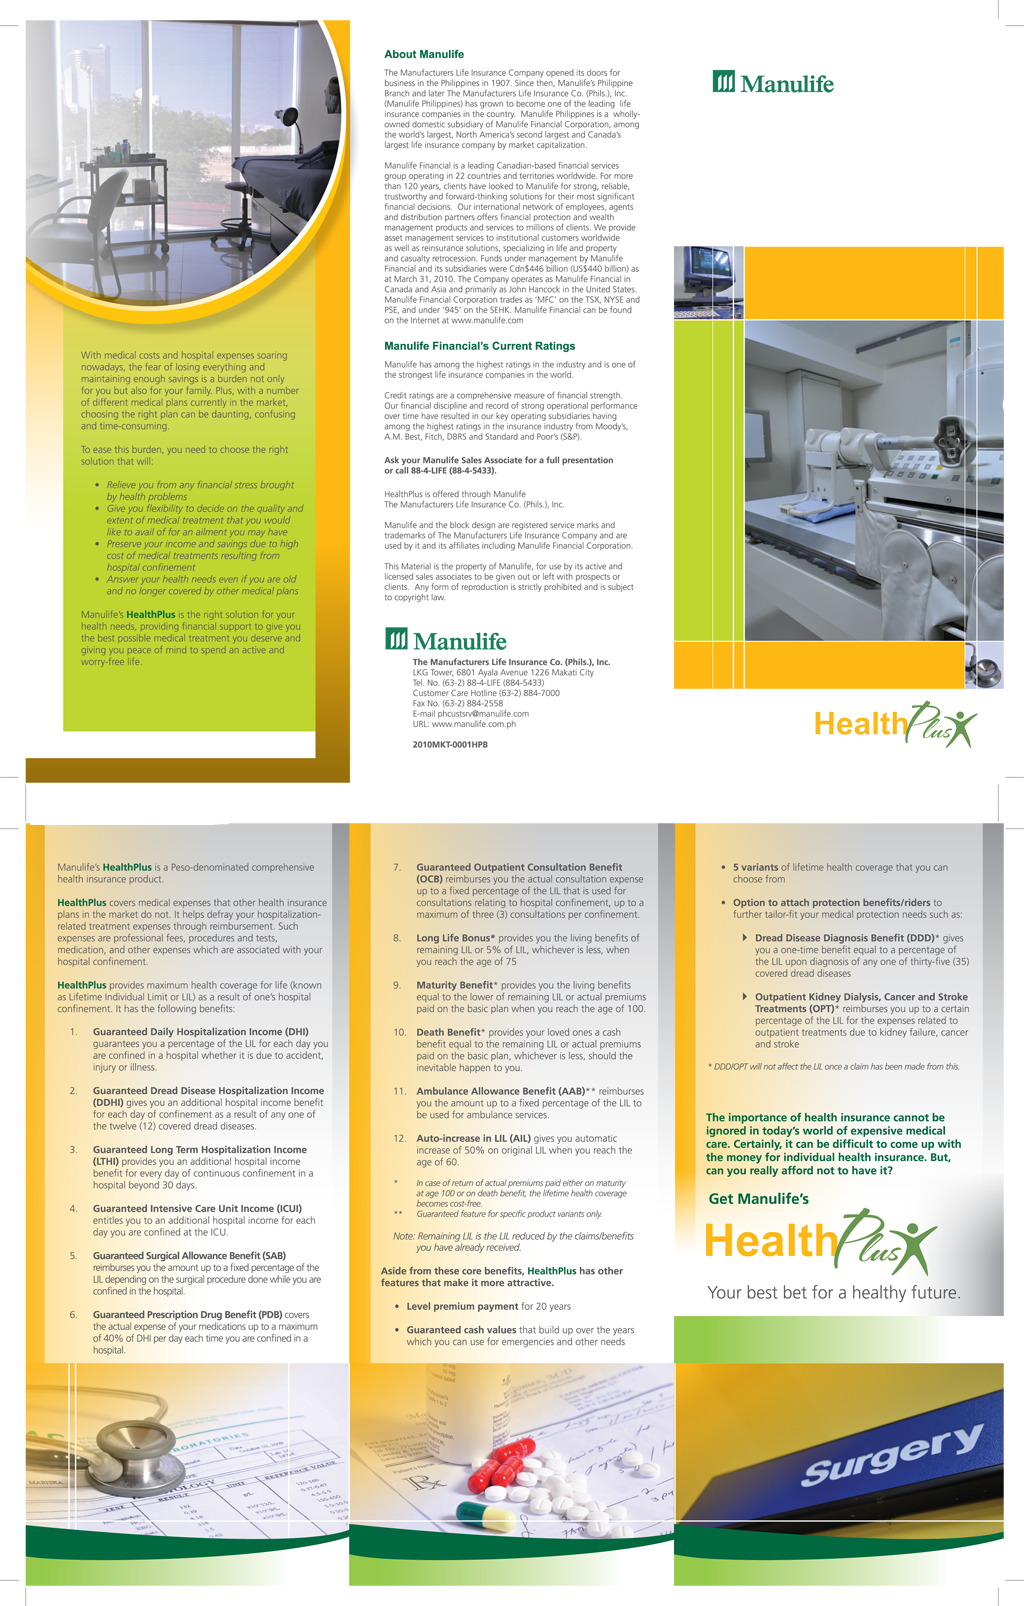 With medical costs and hospital expenses soaring
nowadays, the fear of losing everything and
maintaining enough savings is a burden not only
for you but also for your family. Plus, with a number
of different medical plans currently in the market,
choosing the right plan can be daunting, confusing
and time-consuming.
To ease this burden, you need to choose the right
solution that will:
• Relieve you from any financial stress brought
by health problems
• Give you flexibility to decide on the quality and
extent of medical treatment that you would
like to avail of for an ailment you may have
• Preserve your income and savings due to high
cost of medical treatments resulting from
hospital confinement
• Answer your health needs even if you are old
and no longer covered by other medical plans
Manulife's HealthPlus is the right solution for your
health needs, providing financial support to give you
the best possible medical treatment you deserve and
giving you peace of mind to spend an active and
worry-free life.
About Manulife
The Manufacturers Life Insurance Company opened its doors for
business in the Philippines in 1907. Since then, Manulife's Philippine
Branch and later The Manufacturers Life Insurance Co. (Phils.), Inc.
(Manulife Philippines) has grown to become one of the leading life
insurance companies in the country. Manulife Philippines is a wholly-
owned domestic subsidiary of Manulife Financial Corporation, among
the world's largest, North America's second largest and Canada's
largest life insurance company by market capitalization.
Manulife Financial is a leading Canadian-based financial services
group operating in 22 countries and territories worldwide. For more
than 120 years, clients have looked to Manulife for strong, reliable,
trustworthy and forward-thinking solutions for their most significant
financial decisions. Our international network of employees, agents
and distribution partners offers financial protection and wealth
management products and services to millions of clients. We provide
asset management services to institutional customers worldwide
as well as reinsurance solutions, specializing in life and property
and casualty retrocession. Funds under management by Manulife
Financial and its subsidiaries were Cdn$446 billion (US$440 billion) as
at March 31, 2010. The Company operates as Manulife Financial in
Canada and Asia and primarily as John Hancock in the United States.
Manulife Financial Corporation trades as 'MFC' on the TSX, NYSE and
PSE, and under '945' on the SEHK. Manulife Financial can be found
on the Internet at www.manulife.com
Manulife Financial's Current Ratings
Manulife has among the highest ratings in the industry and is one of
the strongest life insurance companies in the world.
Credit ratings are a comprehensive measure of financial strength.
Our financial discipline and record of strong operational performance
over time have resulted in our key operating subsidiaries having
among the highest ratings in the insurance industry from Moody's,
A.M. Best, Fitch, DBRS and Standard and Poor's (S&P).
Ask your Manulife Sales Associate for a full presentation
or call 88-4-LIFE (88-4-5433).
HealthPlus is offered through Manulife
The Manufacturers Life Insurance Co. (Phils.), Inc.
Manulife and the block design are registered service marks and
trademarks of The Manufacturers Life Insurance Company and are
used by it and its affiliates including Manulife Financial Corporation.
This Material is the property of Manulife, for use by its active and
licensed sales associates to be given out or left with prospects or
clients. Any form of reproduction is strictly prohibited and is subject
to copyright law.
Manulife
The Manufacturers Life Insurance Co. (Phils.), Inc.
LKG Tower, 6801 Ayala Avenue 1226 Makati City
Tel. No. (63-2) 88-4-LIFE (884-5433)
Customer Care Hotline (63-2) 884-7000
Fax No. (63-2) 884-2558
E-mail phcustsrv@manulife.com
URL: www.manulife.com.ph
2010MKT-0001HPB
Manulife
HealthPlus
Manulife's HealthPlus is a Peso-denominated comprehensive
health insurance product.
HealthPlus covers medical expenses that other health insurance
plans in the market do not. It helps defray your hospitalization-
related treatment expenses through reimbursement. Such
expenses are professional fees, procedures and tests,
medication, and other expenses which are associated with your
hospital confinement.
HealthPlus provides maximum health coverage for life (known
as Lifetime Individual Limit or LIL) as a result of one's hospital
confinement. It has the following benefits:
1. Guaranteed Daily Hospitalization Income (DHI)
guarantees you a percentage of the LIL for each day you
are confined in a hospital whether it is due to accident,
injury or illness.
2. Guaranteed Dread Disease Hospitalization Income
(DDHI) gives you an additional hospital income benefit
for each day of confinement as a result of any one of
the twelve (12) covered dread diseases.
3. Guaranteed Long Term Hospitalization Income
(LTHI) provides you an additional hospital income
benefit for every day of continuous confinement in a
hospital beyond 30 days.
4. Guaranteed Intensive Care Unit Income (ICUI)
entitles you to an additional hospital income for each
day you are confined at the ICU.
5. Guaranteed Surgical Allowance Benefit (SAB)
reimburses you the amount up to a fixed percentage of the
LIL depending on the surgical procedure done while you are
confined in the hospital.
6. Guaranteed Prescription Drug Benefit (PDB) covers
the actual expense of your medications up to a maximum
of 40% of DHI per day each time you are confined in a
hospital.
7. Guaranteed Outpatient Consultation Benefit
(OCB) reimburses you the actual consultation expense
up to a fixed percentage of the LIL that is used for
consultations relating to hospital confinement, up to a
maximum of three (3) consultations per confinement.
8. Long Life Bonus* provides you the living benefits of
remaining LIL or 5% of LIL, whichever is less, when
you reach the age of 75
9. Maturity Benefit* provides you the living benefits
equal to the lower of remaining LIL or actual premiums
paid on the basic plan when you reach the age of 100.
10. Death Benefit* provides your loved ones a cash
benefit equal to the remaining LIL or actual premiums
paid on the basic plan, whichever is less, should the
inevitable happen to you.
11. Ambulance Allowance Benefit (AAB)** reimburses
you the amount up to a fixed percentage of the LIL to
be used for ambulance services.
12. Auto-increase in LIL (AIL) gives you automatic
increase of 50% on original LIL when you reach the
age of 60.
* In case of return of actual premiums paid either on maturity
at age 100 or on death benefit, the lifetime health coverage
becomes cost-free.
** Guaranteed feature for specific product variants only.
Note: Remaining LIL is the LIL reduced by the claims/benefits
you have already received.
Aside from these core benefits, HealthPlus has other
features that make it more attractive.
• Level premium payment for 20 years
• Guaranteed cash values that build up over the years
which you can use for emergencies and other needs
• 5 variants of lifetime health coverage that you can
choose from
• Option to attach protection benefits/riders to
further tailor-fit your medical protection needs such as:
Dread Disease Diagnosis Benefit (DDD)* gives
you a one-time benefit equal to a percentage of
the LIL upon diagnosis of any one of thirty-five (35)
covered dread diseases
Outpatient Kidney Dialysis, Cancer and Stroke
Treatments (OPT)* reimburses you up to a certain
percentage of the LIL for the expenses related to
outpatient treatments due to kidney failure, cancer
and stroke
* DDD/OPT will not affect the LIL once a claim has been made from this.
The importance of health insurance cannot be
ignored in today's world of expensive medical
care. Certainly, it can be difficult to come up with
the money for individual health insurance. But,
can you really afford not to have it?
Get Manulife's
HealthPlus
Your best bet for a healthy future.
Surgery